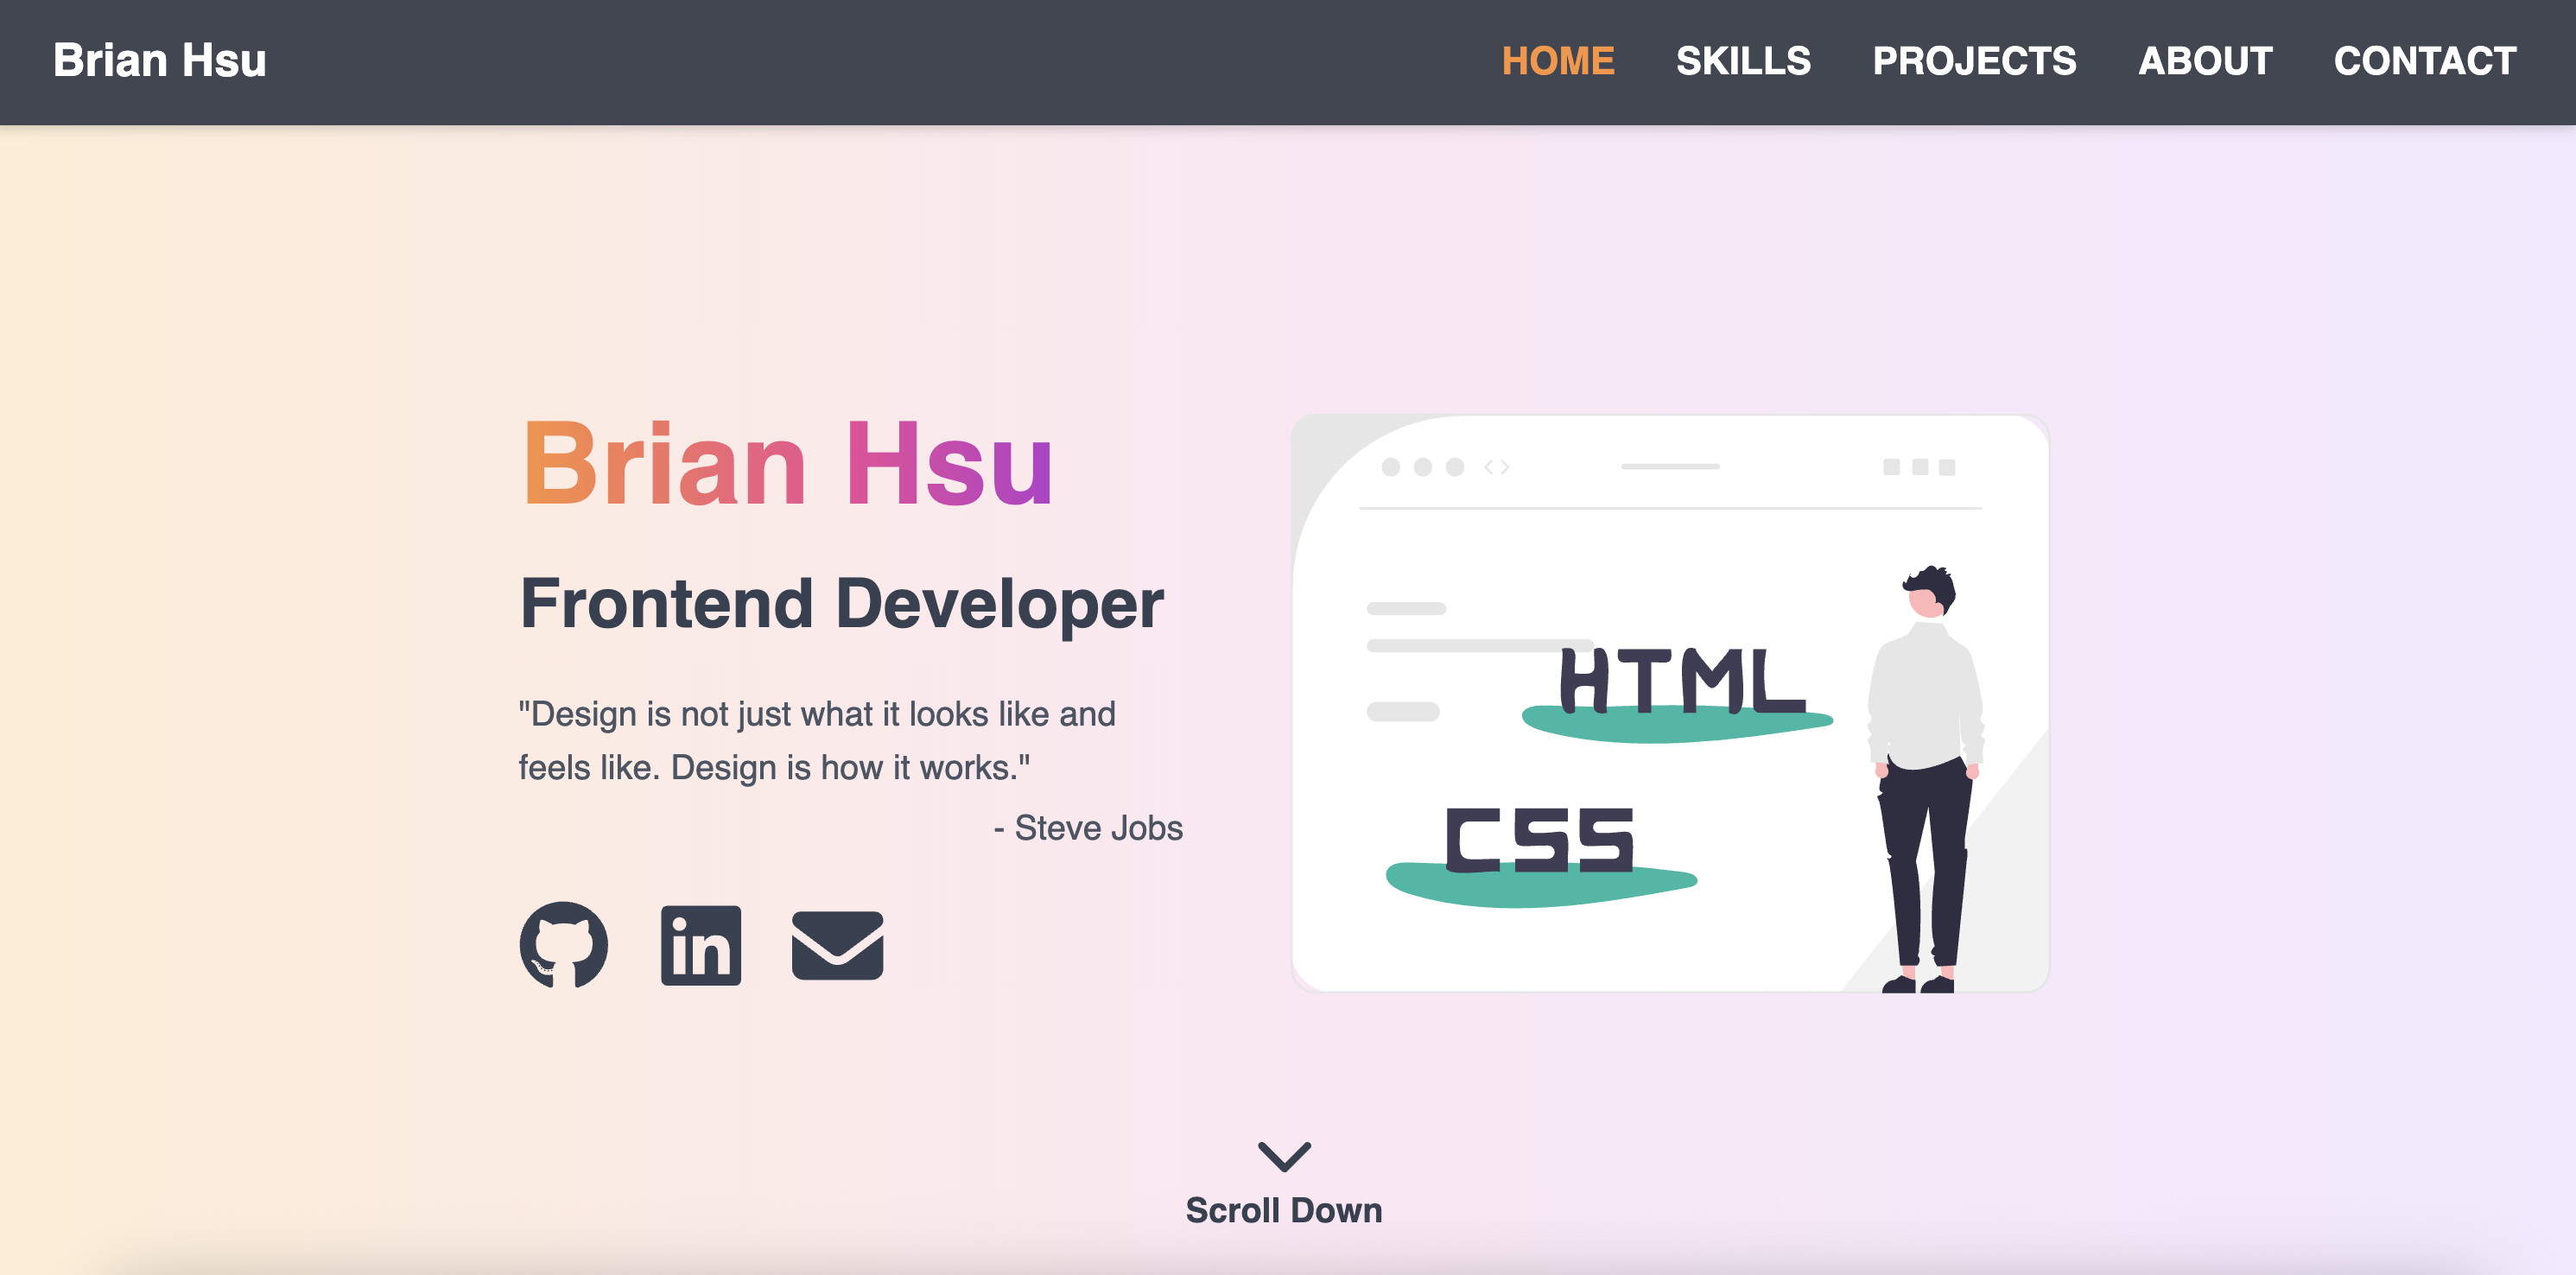 Brian Hsu
HOME SKILLS PROJECTS ABOUT CONTACT
Brian Hsu
Frontend Developer
"Design is not just what it looks like and
feels like. Design is how it works."
- Steve Jobs
in
HTML
CSS
Scroll Down